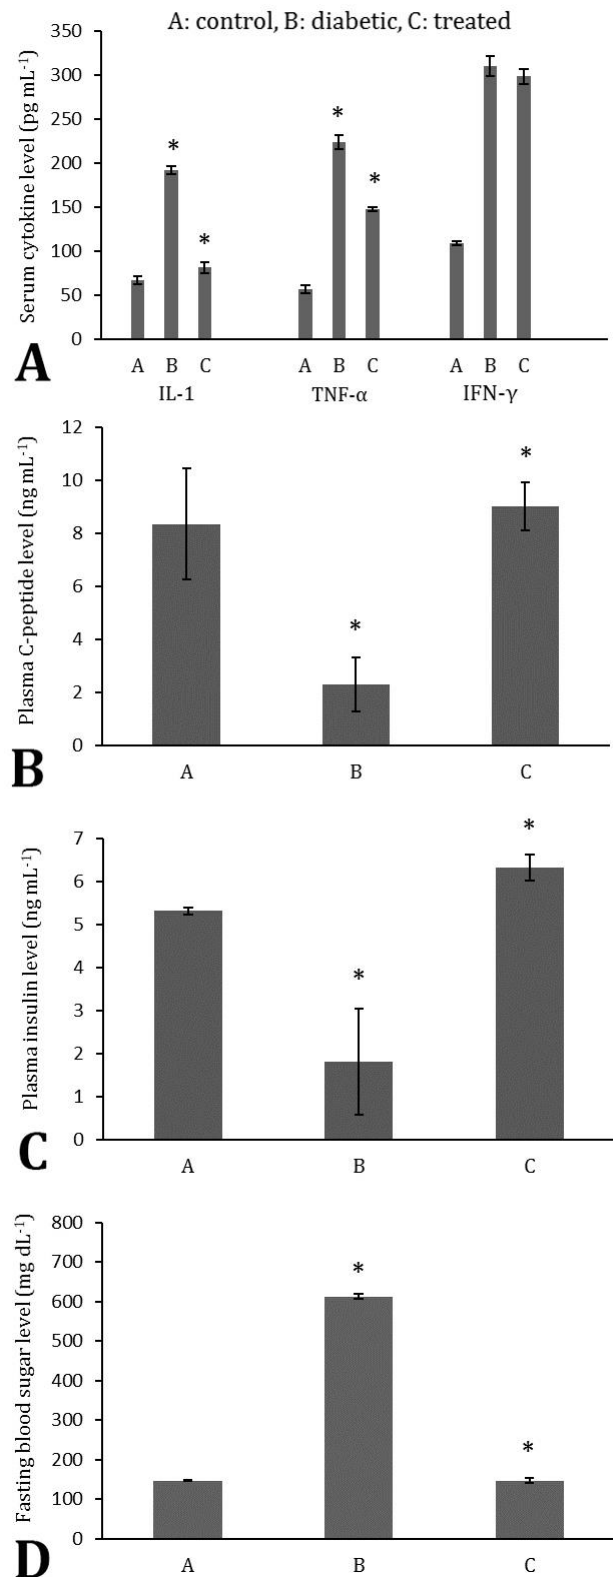 A: control, B: diabetic, C: treated
Serum cytokine level (pg mL⁻¹)
350
300
250
200
150
100
50
0
* * * *
A B C A B C A B C
IL-1 TNF-α IFN-γ
A
Plasma C-peptide level (ng mL⁻¹)
12
10
8
6
4
2
0
* *
A B C
B
Plasma insulin level (ng mL⁻¹)
7
6
5
4
3
2
1
0
* *
A B C
C
Fasting blood sugar level (mg dL⁻¹)
800
700
600
500
400
300
200
100
0
* *
A B C
D